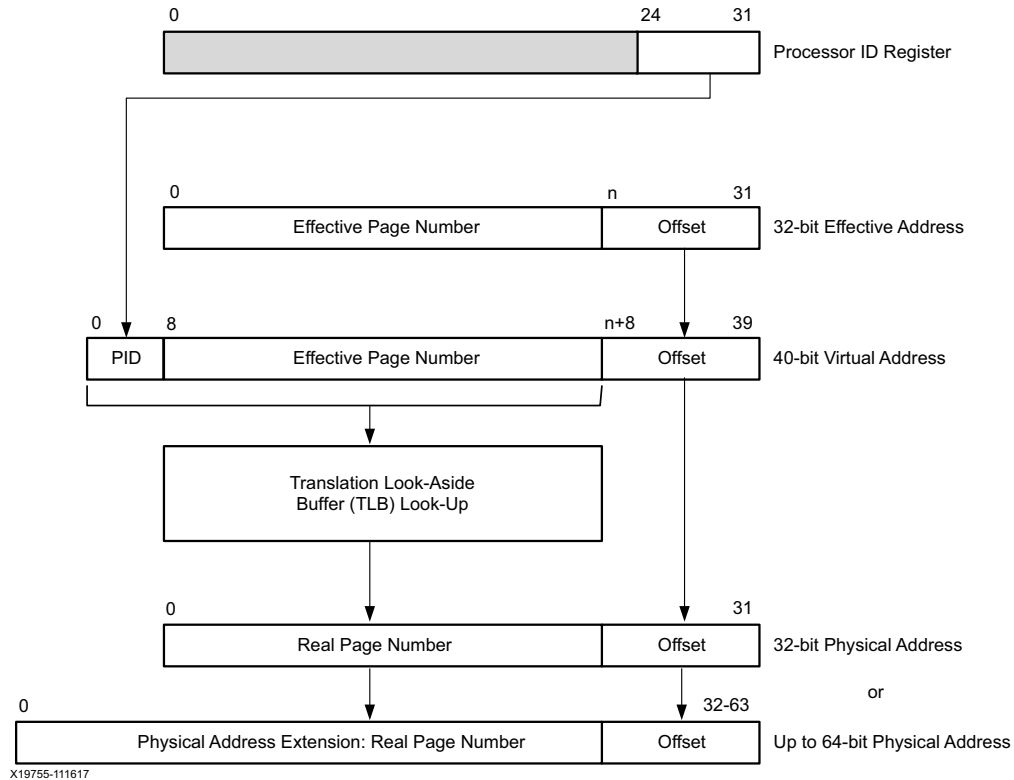 0 24 31
Processor ID Register
0 n 31
Effective Page Number Offset 32-bit Effective Address
0 8 n+8 39
PID Effective Page Number Offset 40-bit Virtual Address
Translation Look-Aside
Buffer (TLB) Look-Up
0 31
Real Page Number Offset 32-bit Physical Address
or
0 32-63
Physical Address Extension: Real Page Number Offset Up to 64-bit Physical Address
X19755-111617